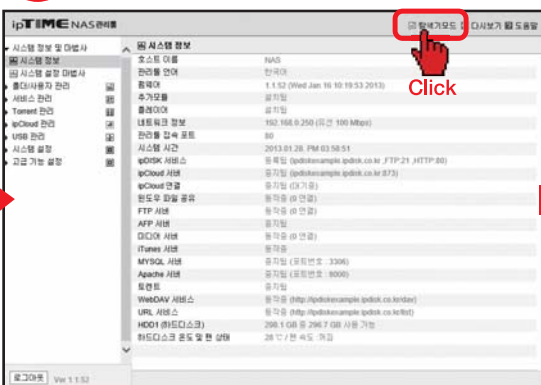 ipTIME NAS관리툴
탐색기모드 다시보기 도움말
Click
시스템 정보 및 마법사
시스템 정보
시스템 설정 마법사
폴더/사용자 관리
서비스 관리
Torrent 관리
ipCloud 관리
USB 관리
시스템 설정
고급 기능 설정
시스템 정보
호스트 이름 NAS
관리툴 언어 한국어
펌웨어 1.1.52 (Wed Jan 16 10:19:53 2013)
추가모듈 설치됨
플레이어 설치됨
네트워크 정보 192.168.0.250 (유선 100 Mbps)
관리툴 접속 포트 80
시스템 시간 2013.01.28. PM 03:58:51
ipDISK 서비스 등록됨 (ipdiskexample.ipdisk.co.kr ,FTP:21 ,HTTP:80)
ipCloud 서버 중지됨 (ipdiskexample.ipdisk.co.kr:873)
ipCloud 연결 중지됨 (대기중)
윈도우 파일 공유 동작중 (0 연결)
FTP 서버 동작중 (0 연결)
AFP 서버 중지됨
미디어 서버 동작중 (0 연결)
iTunes 서버 동작중
MYSQL 서버 중지됨 (포트번호 : 3306)
Apache 서버 중지됨 (포트번호 : 8000)
토렌트 중지됨
WebDAV 서비스 동작중 (http://ipdiskexample.ipdisk.co.kr/dav)
URL 서비스 동작중 (http://ipdiskexample.ipdisk.co.kr/list)
HDD1 (하드디스크) 298.1 GB 중 296.7 GB 사용 가능
하드디스크 온도 및 팬 상태 28 ℃ / 팬 속도 :꺼짐
로그아웃 Ver 1.1.52